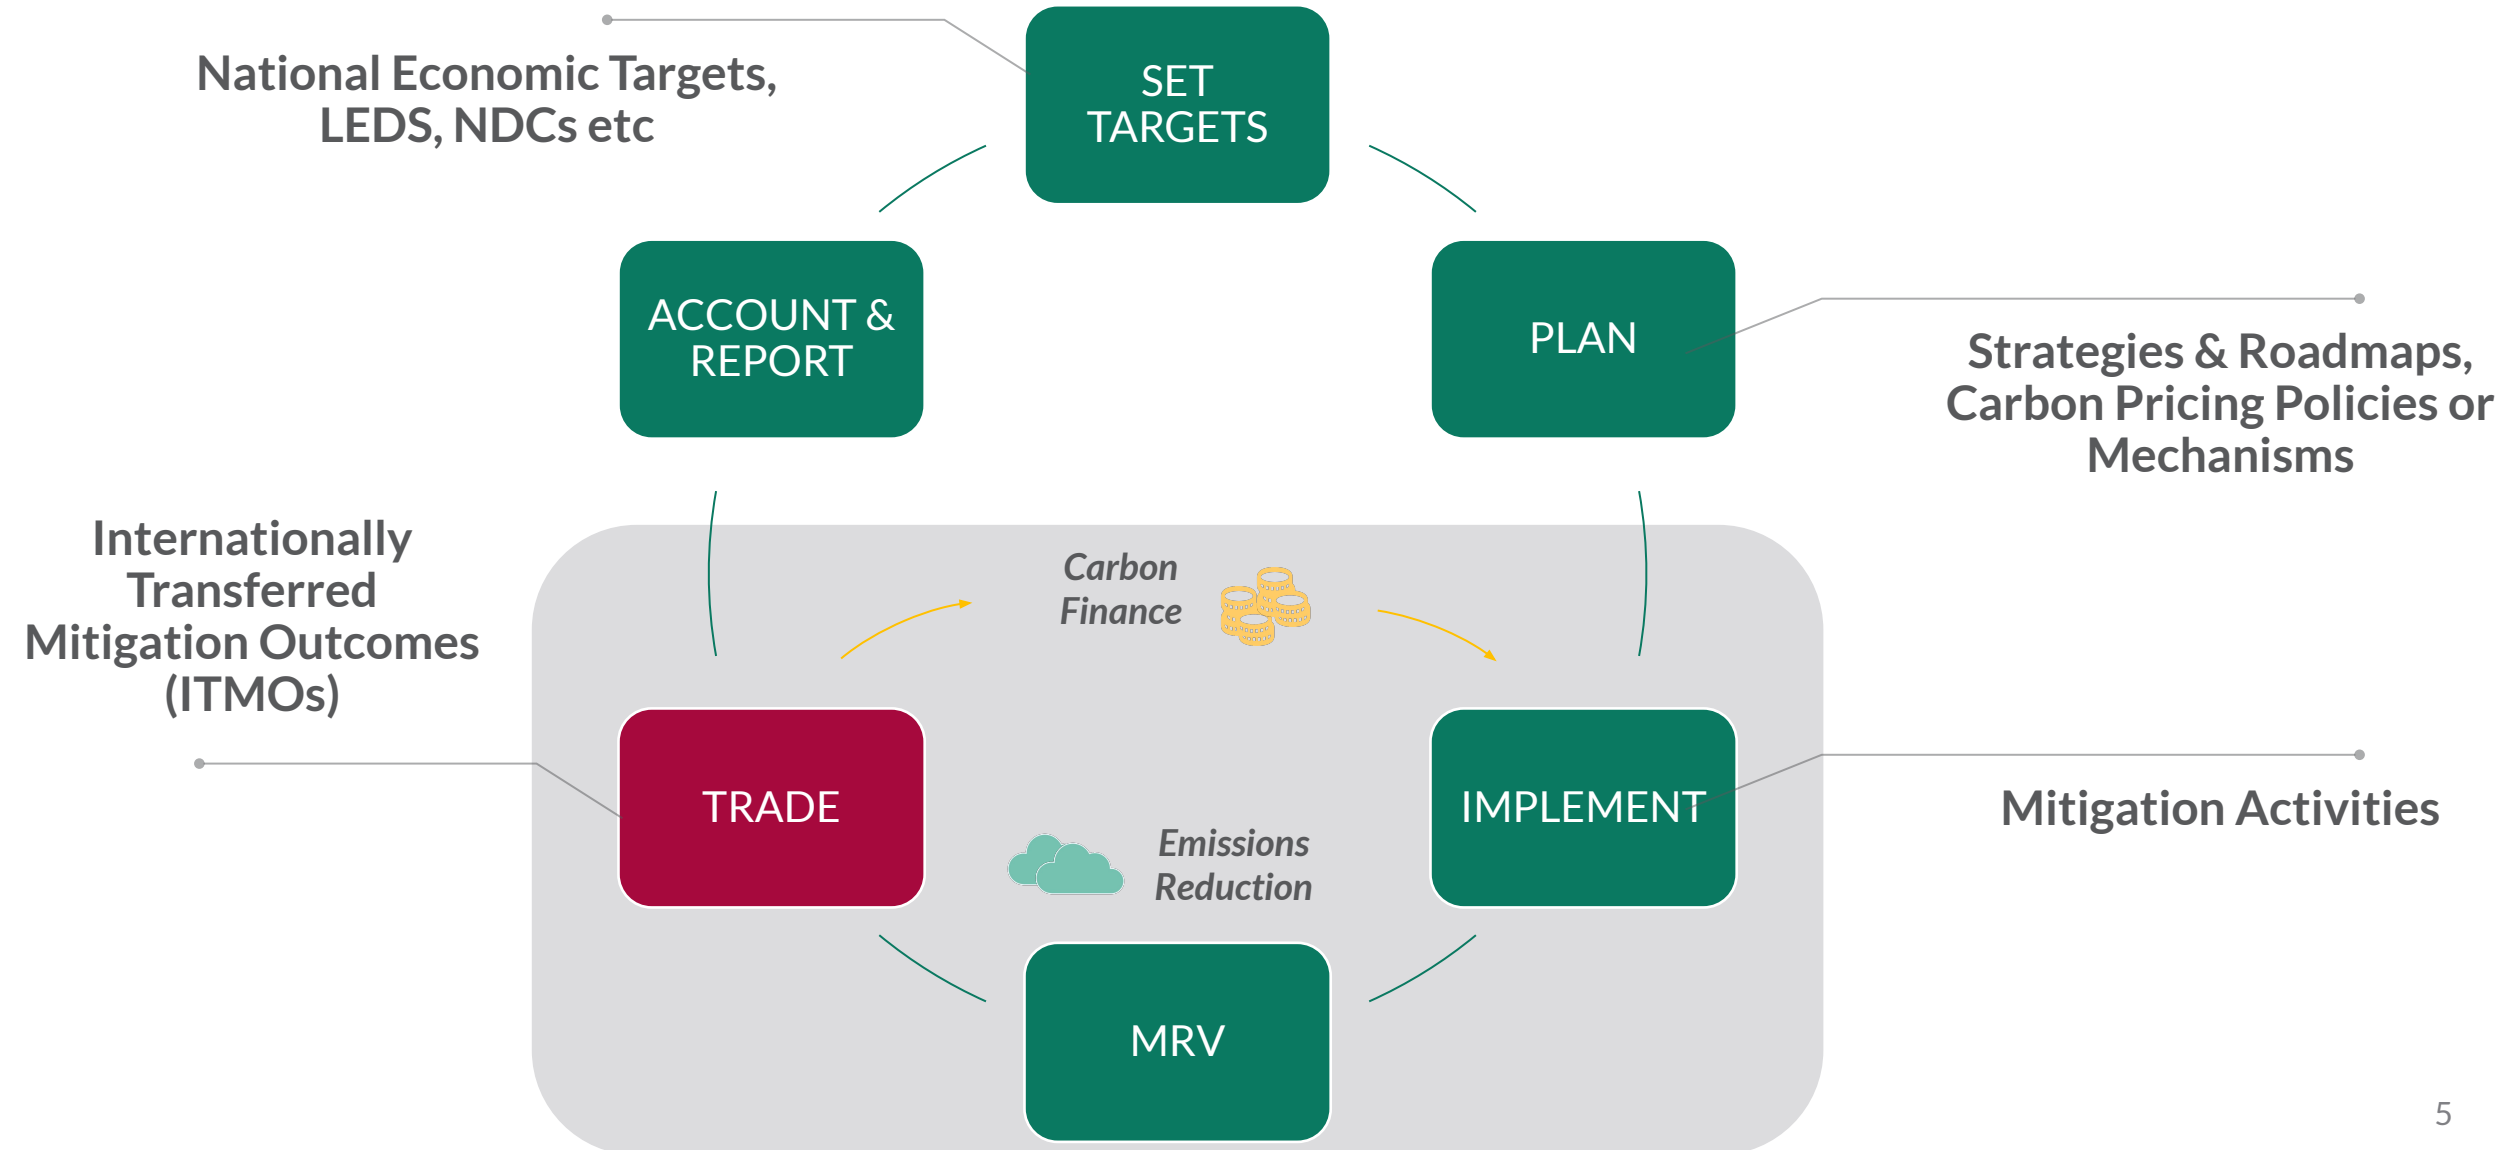 National Economic Targets,
LEDS, NDCs etc
SET
TARGETS
ACCOUNT &
REPORT
PLAN
Strategies & Roadmaps,
Carbon Pricing Policies or
Mechanisms
Internationally
Transferred
Mitigation Outcomes
(ITMOs)
Carbon
Finance
TRADE
IMPLEMENT
Mitigation Activities
Emissions
Reduction
MRV
5